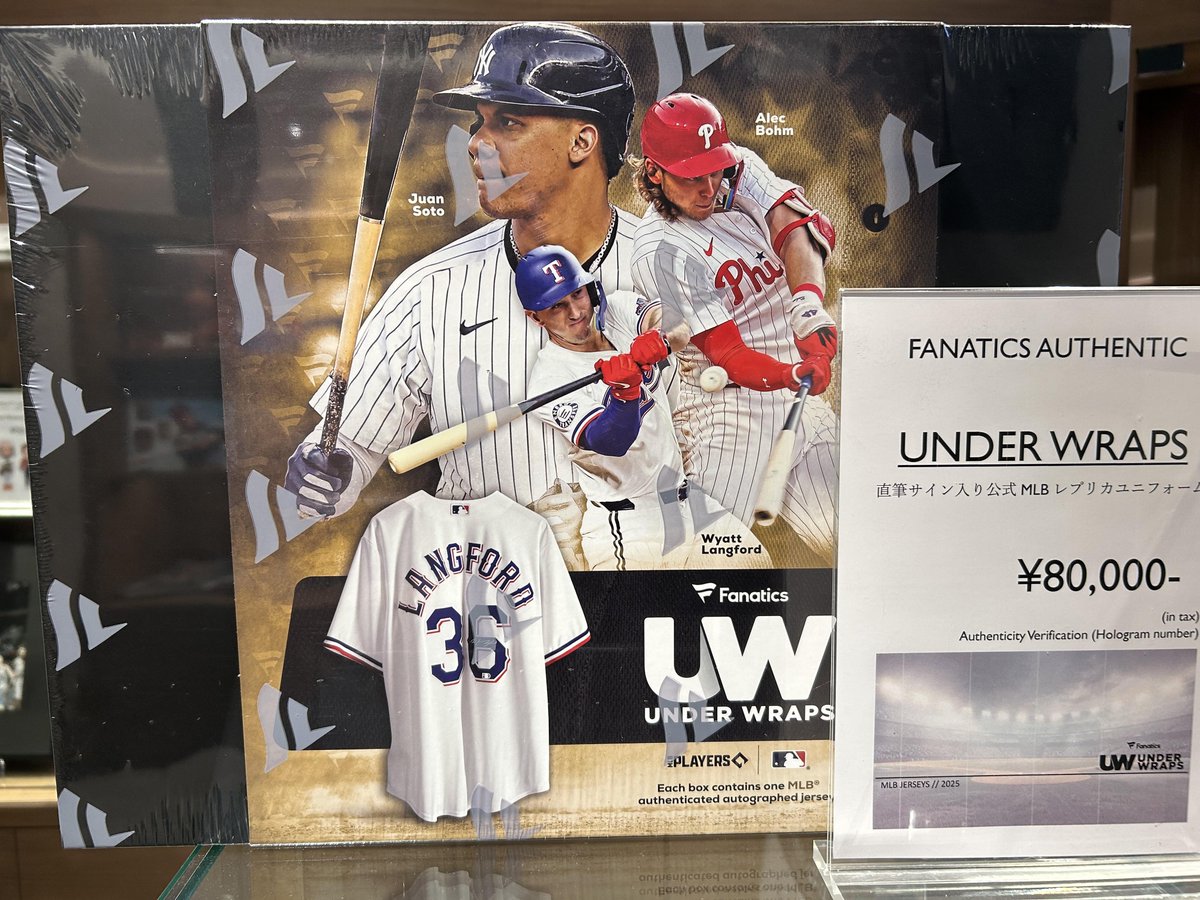 NY
Juan
Soto
P
Alec
Bohm
T
Phi
Wyatt
Langford
LANGFORD
36
Fanatics
UW
UNDER WRAPS
PLAYERS
Each box contains one MLB®
authenticated autographed jersey
FANATICS AUTHENTIC
UNDER WRAPS
直筆サイン入り公式 MLB レプリカユニフォーム
¥80,000-
(in tax)
Authenticity Verification (Hologram number)
Fanatics
UW UNDER
WRAPS
MLB JERSEYS // 2025